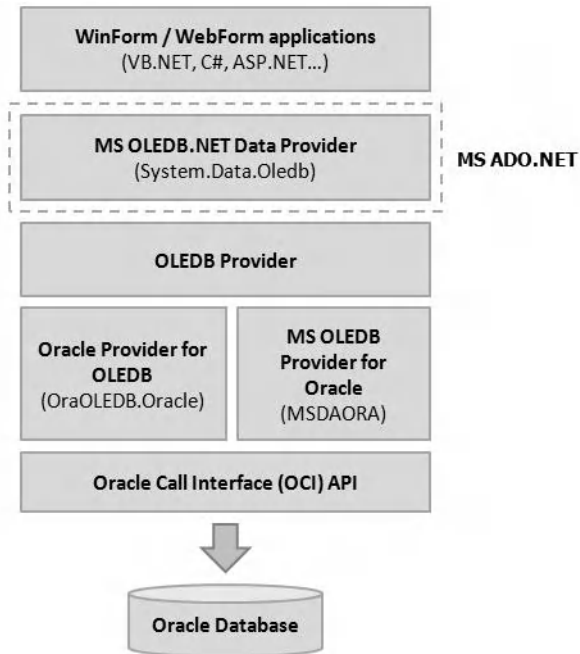 WinForm / WebForm applications
(VB.NET, C#, ASP.NET...)
MS OLEDB.NET Data Provider
(System.Data.Oledb)
MS ADO.NET
OLEDB Provider
Oracle Provider for
OLEDB
(OraOLEDB.Oracle)
MS OLEDB
Provider for
Oracle
(MSDAORA)
Oracle Call Interface (OCI) API
Oracle Database